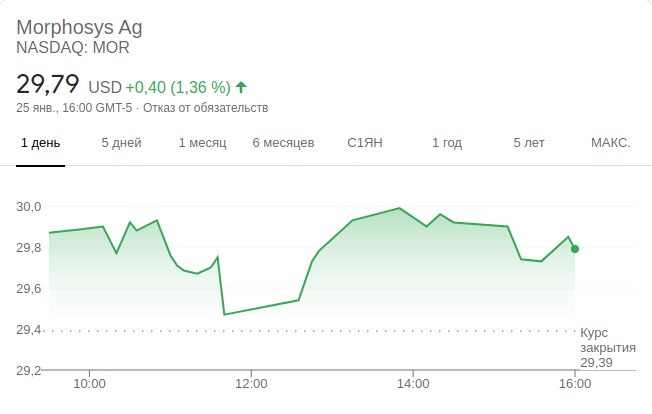 Morphosys Ag
NASDAQ: MOR
29,79 USD +0,40 (1,36 %)
25 янв., 16:00 GMT-5 · Отказ от обязательств
1 день 5 дней 1 месяц 6 месяцев С1ЯН 1 год 5 лет МАКС.
30,0
29,8
29,6
29,4
Курс
закрытия
29,39
29,2
10:00 12:00 14:00 16:00